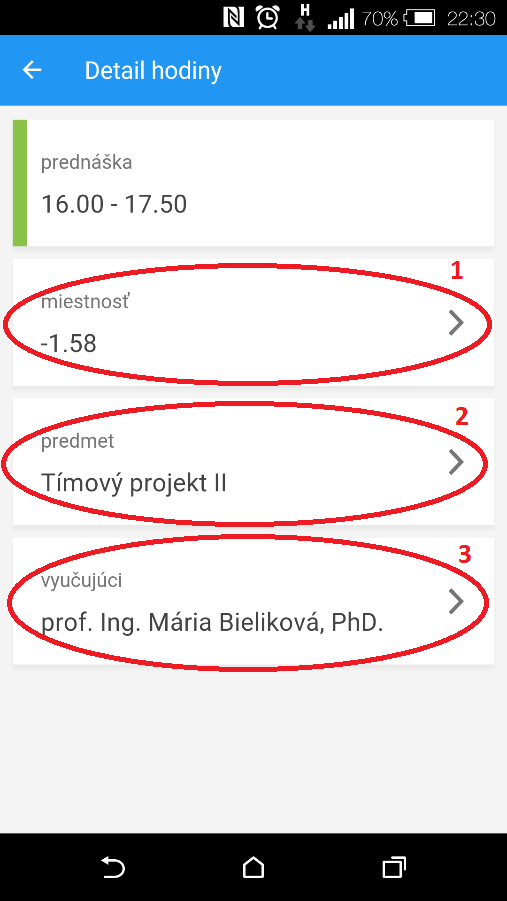 H 70% 22:30
Detail hodiny
prednáška
16.00 - 17.50
1
miestnosť
-1.58
2
predmet
Tímový projekt II
3
vyučujúci
prof. Ing. Mária Bieliková, PhD.